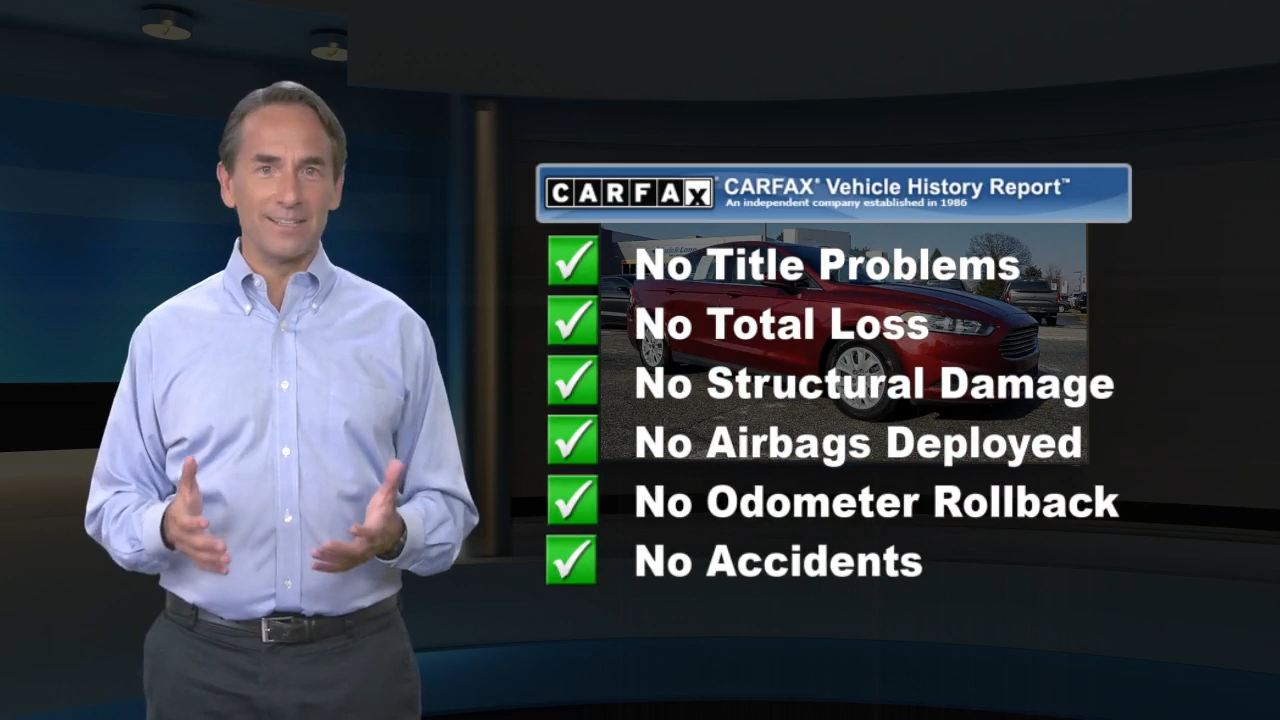 CARFAX CARFAX® Vehicle History Report™
An independent company established in 1986
No Title Problems
No Total Loss
No Structural Damage
No Airbags Deployed
No Odometer Rollback
No Accidents